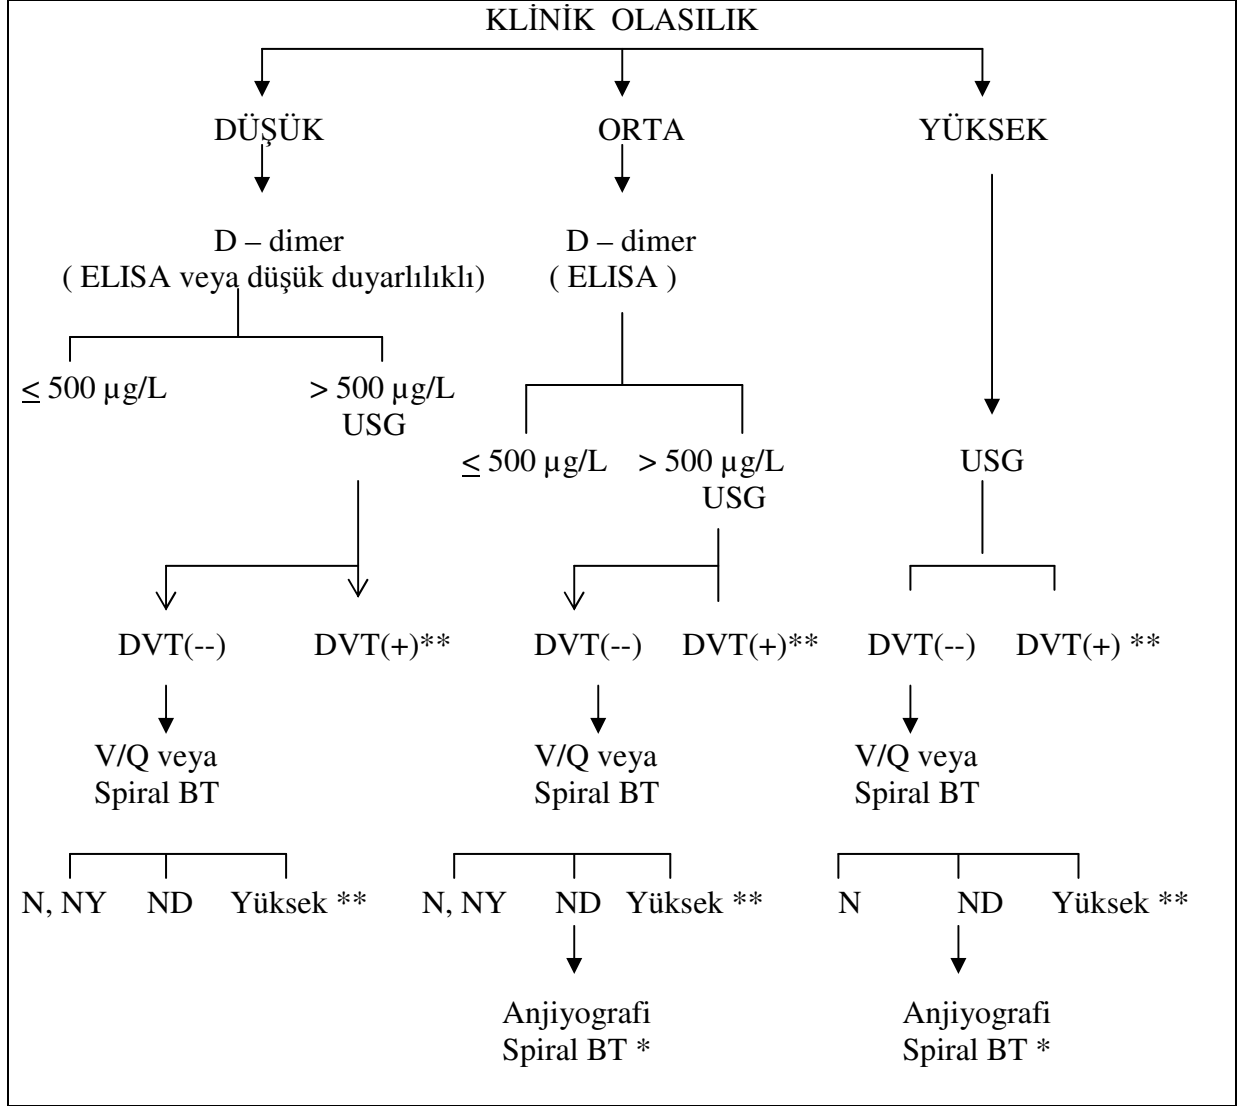 KLİNİK OLASILIK
DÜŞÜK ORTA YÜKSEK
D – dimer D – dimer
( ELISA veya düşük duyarlılıklı) ( ELISA )
≤ 500 µg/L > 500 µg/L
USG
≤ 500 µg/L > 500 µg/L USG
USG
DVT(--) DVT(+)** DVT(--) DVT(+)** DVT(--) DVT(+) **
V/Q veya V/Q veya V/Q veya
Spiral BT Spiral BT Spiral BT
N, NY ND Yüksek ** N, NY ND Yüksek ** N ND Yüksek **
Anjiyografi Anjiyografi
Spiral BT * Spiral BT *